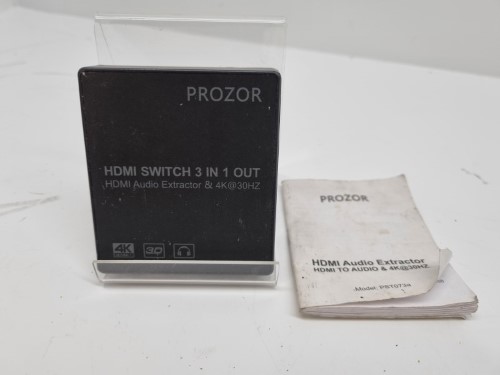 PROZOR
HDMI SWITCH 3 IN 1 OUT
HDMI Audio Extractor & 4K@30HZ
4K
3D
PROZOR
HDMI Audio Extractor
HDMI TO AUDIO & 4K@30HZ
Model: